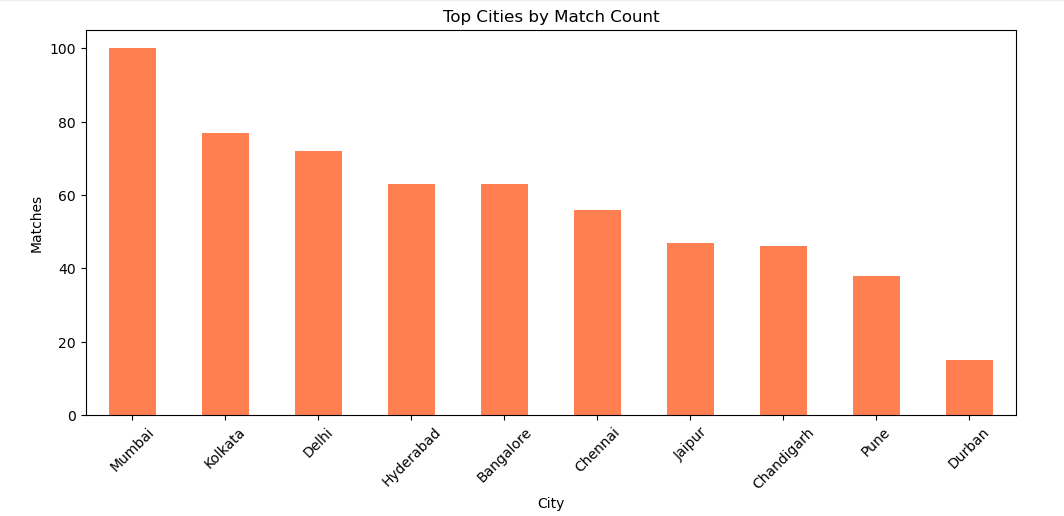 Top Cities by Match Count
100
80
60
40
20
0
Matches
Mumbai
Kolkata
Delhi
Hyderabad
Bangalore
Chennai
Jaipur
Chandigarh
Pune
Durban
City